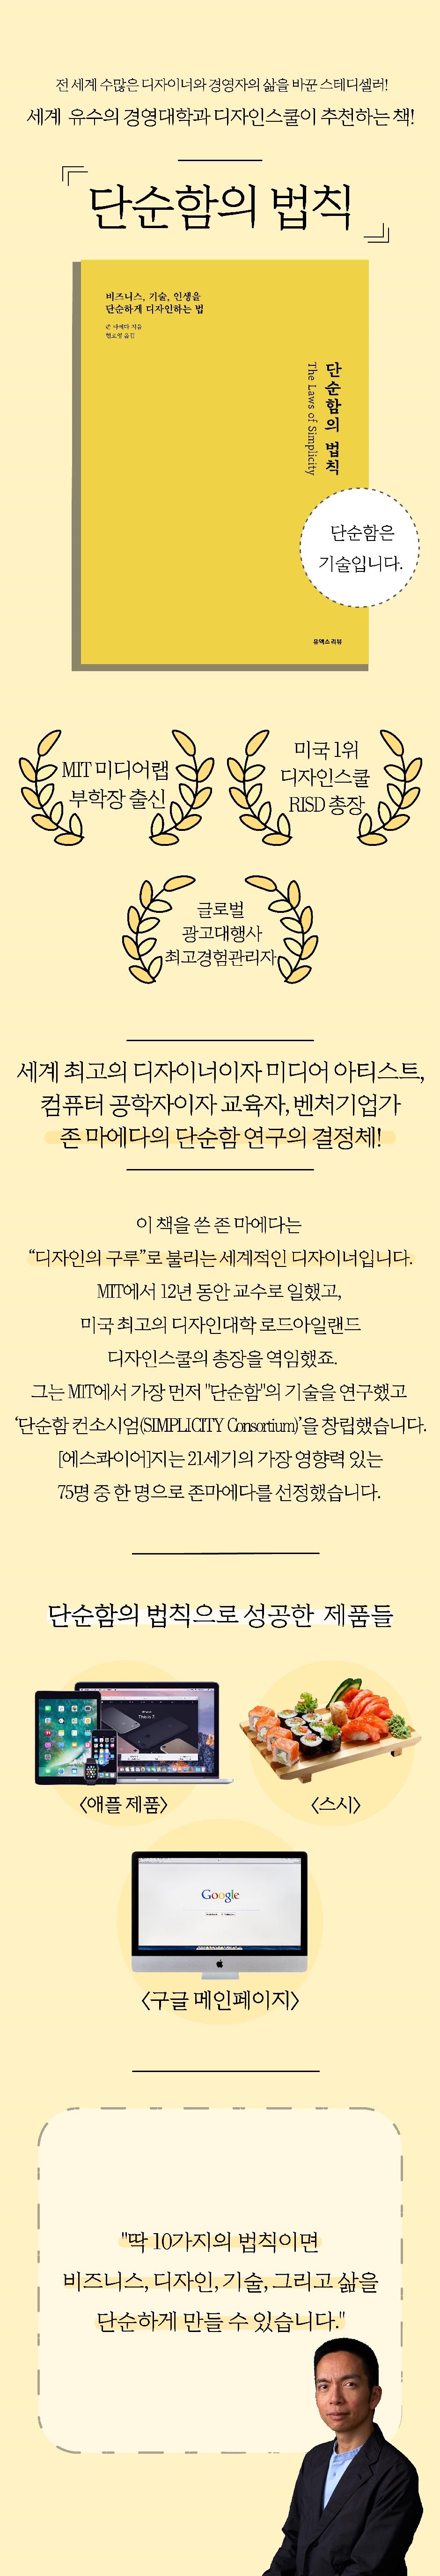 전 세계 수많은 디자이너와 경영자의 삶을 바꾼 스테디셀러!
세계 유수의 경영대학과 디자인스쿨이 추천하는 책!
『단순함의 법칙』
비즈니스, 기술, 인생을
단순하게 디자인하는 법
존 마에다 지음
현호영 옮김
단순함의 법칙
The Laws of Simplicity
단순함은
기술입니다.
유엑스리뷰
MIT 미디어랩
부학장 출신
미국 1위
디자인스쿨
RISD 총장
글로벌
광고대행사
최고경험관리자
세계 최고의 디자이너이자 미디어 아티스트,
컴퓨터 공학자이자 교육자, 벤처기업가
존 마에다의 단순함 연구의 결정체!
이 책을 쓴 존 마에다는
“디자인의 구루”로 불리는 세계적인 디자이너입니다.
MIT에서 12년 동안 교수로 일했고,
미국 최고의 디자인대학 로드아일랜드
디자인스쿨의 총장을 역임했죠.
그는 MIT에서 가장 먼저 "단순함"의 기술을 연구했고
‘단순함 컨소시엄(SIMPLICITY Consortium)’을 창립했습니다.
[에스콰이어]지는 21세기의 가장 영향력 있는
75명 중 한 명으로 존마에다를 선정했습니다.
단순함의 법칙으로 성공한 제품들
〈애플 제품〉
〈스시〉
Google
〈구글 메인페이지〉
"딱 10가지의 법칙이면
비즈니스, 디자인, 기술, 그리고 삶을
단순하게 만들 수 있습니다."